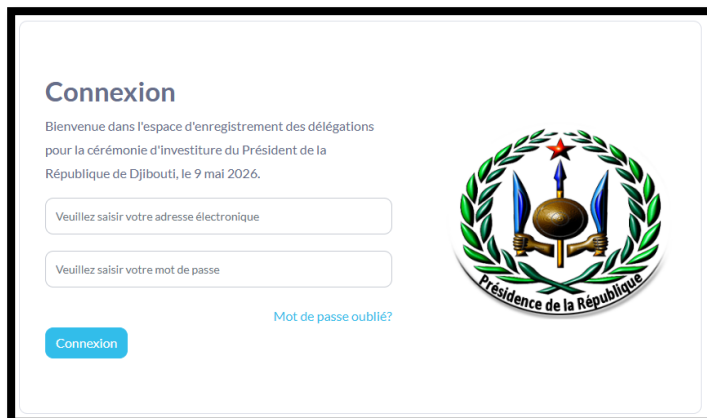 Connexion
Bienvenue dans l'espace d'enregistrement des délégations
pour la cérémonie d'investiture du Président de la
République de Djibouti, le 9 mai 2026.
Veuillez saisir votre adresse électronique
Veuillez saisir votre mot de passe
Mot de passe oublié?
Connexion
Présidence de la République